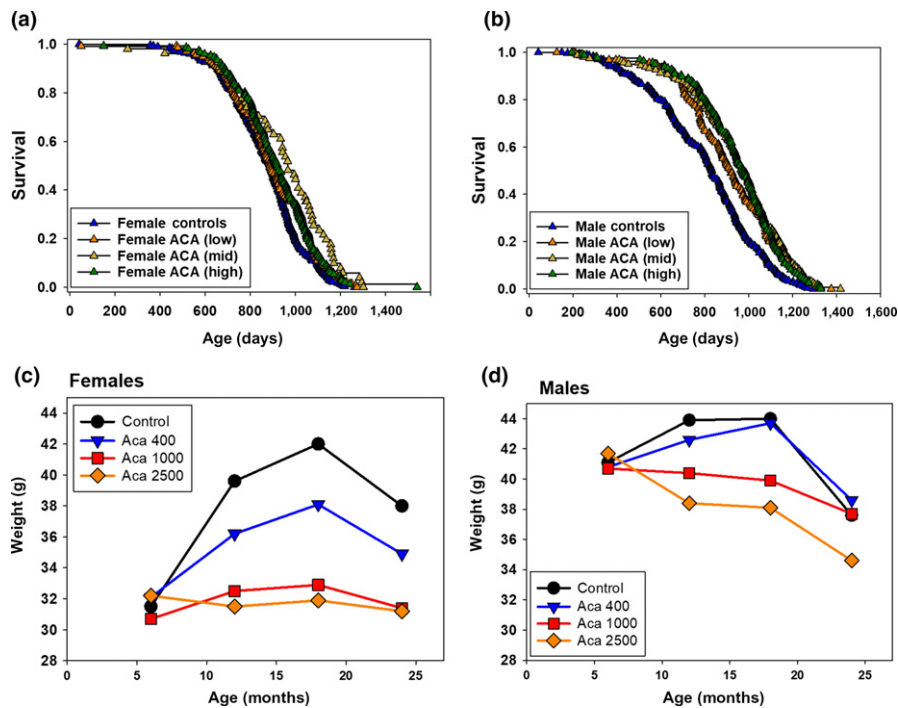 (a)
Survival
1.0
0.8
0.6
0.4
0.2
0.0
Female controls
Female ACA (low)
Female ACA (mid)
Female ACA (high)
0 200 400 600 800 1,000 1,200 1,400 1,600
Age (days)
(b)
Survival
1.0
0.8
0.6
0.4
0.2
0.0
Male controls
Male ACA (low)
Male ACA (mid)
Male ACA (high)
0 200 400 600 800 1,000 1,200 1,400 1,600
Age (days)
(c) Females
Weight (g)
44
42
40
38
36
34
32
30
28
Control
Aca 400
Aca 1000
Aca 2500
0 5 10 15 20 25
Age (months)
(d) Males
Weight (g)
44
42
40
38
36
34
32
30
28
Control
Aca 400
Aca 1000
Aca 2500
0 5 10 15 20 25
Age (months)